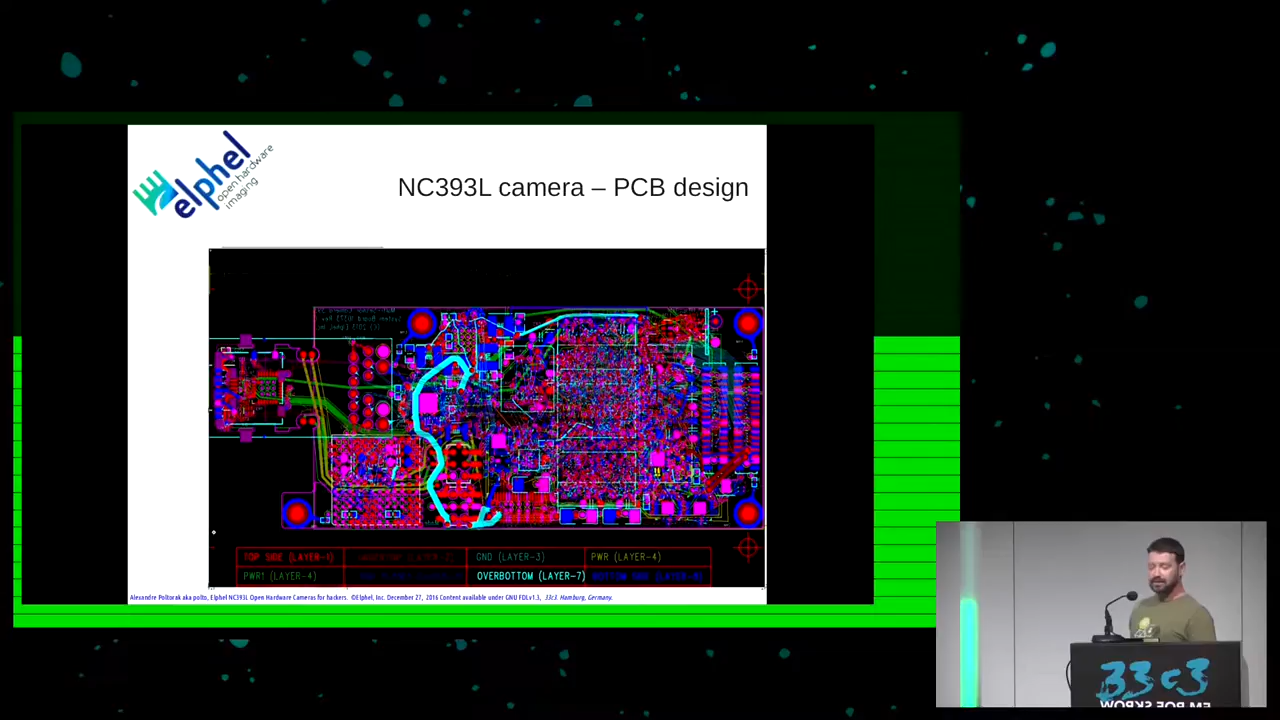 elphel
open hardware
imaging
NC393L camera – PCB design
TOP SIDE (LAYER-1)
GND (LAYER-3)
PWR (LAYER-4)
PWR1 (LAYER-4)
OVERBOTTOM (LAYER-7)
Alexandre Poltorak aka polto, Elphel NC393L Open Hardware Cameras for hackers. ©Elphel, Inc. December 27, 2016 Content available under GNU FDLv1.3, 33c3. Hamburg, Germany.
33c3